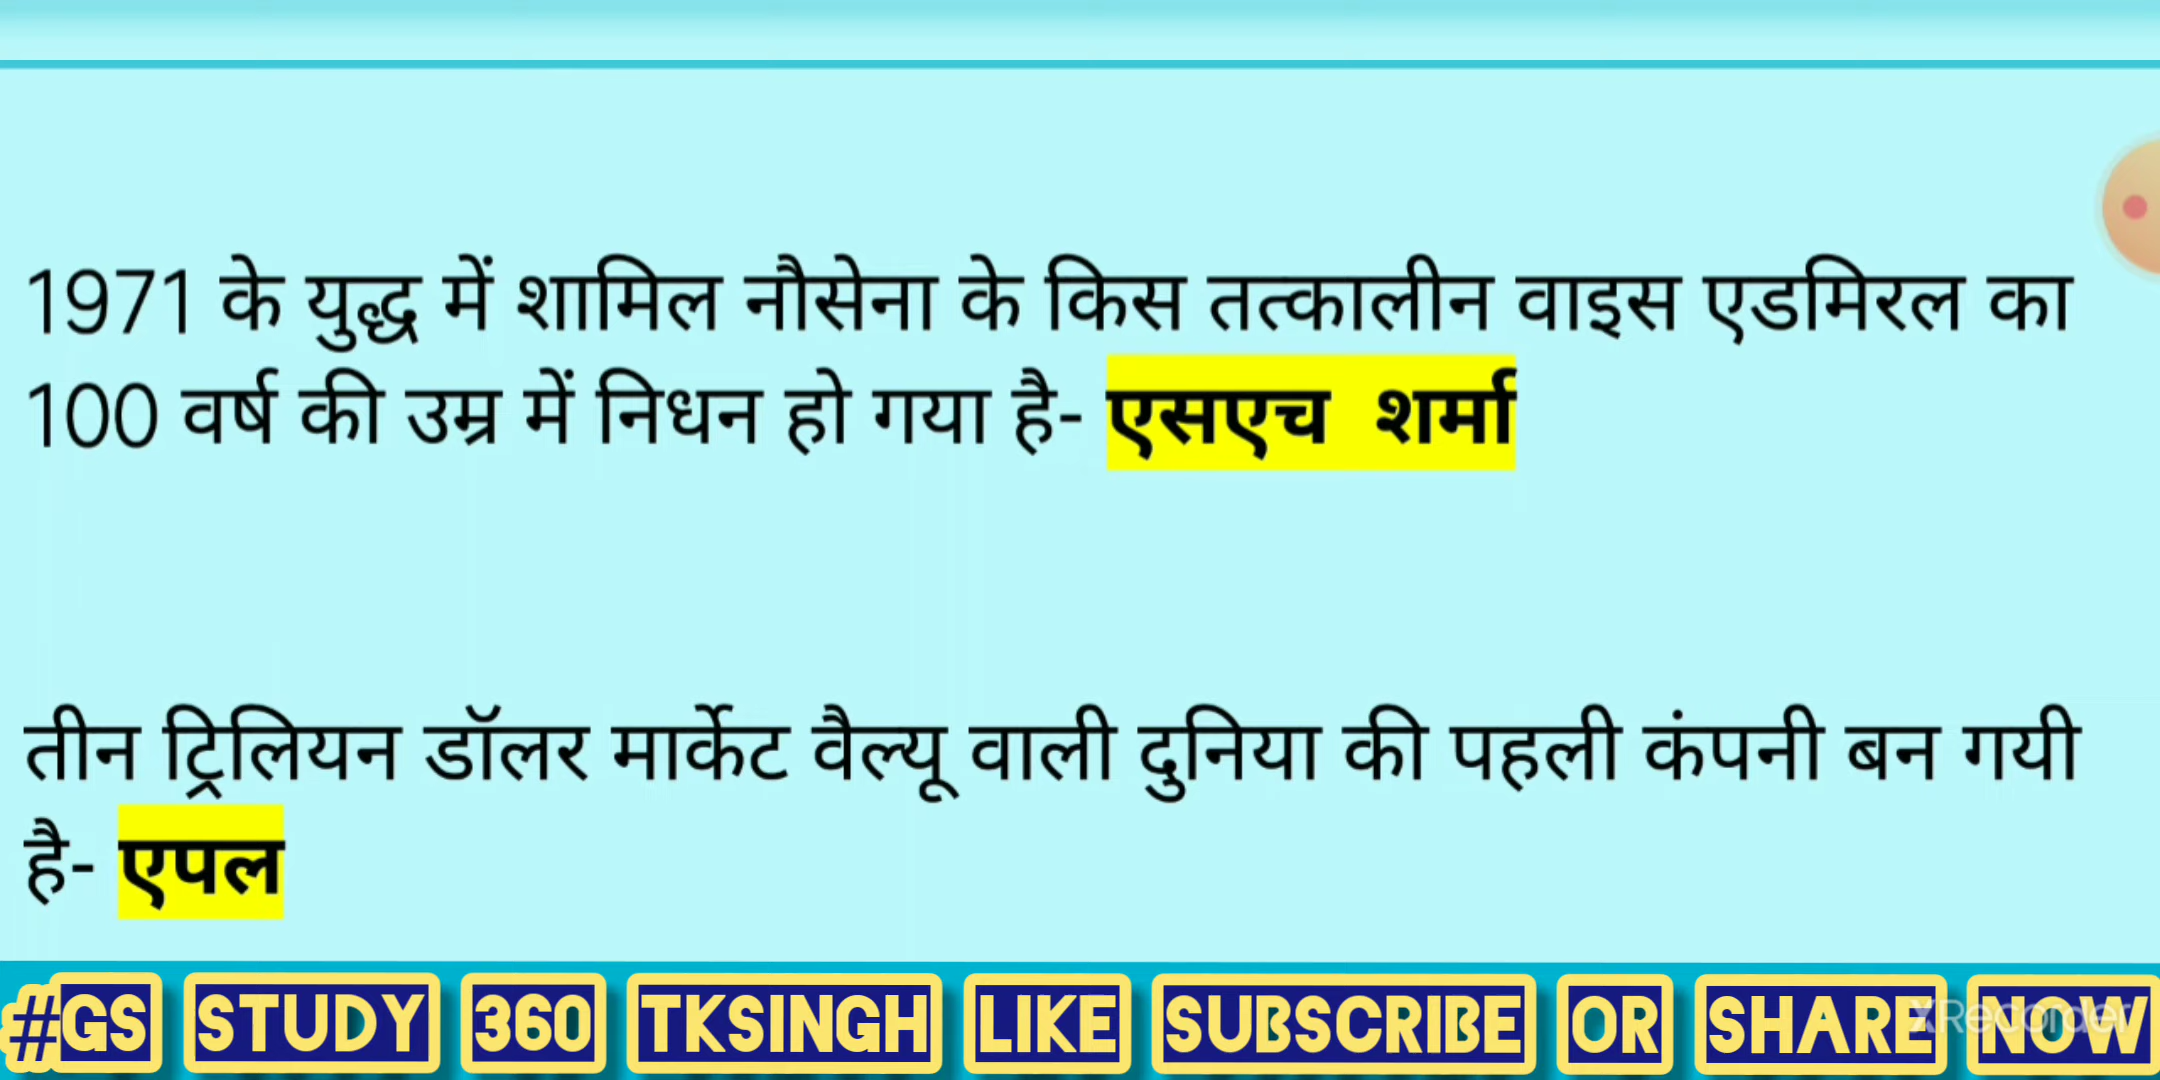 1971 के युद्ध में शामिल नौसेना के किस तत्कालीन वाइस एडमिरल का
100 वर्ष की उम्र में निधन हो गया है- एसएच शर्मा
तीन ट्रिलियन डॉलर मार्केट वैल्यू वाली दुनिया की पहली कंपनी बन गयी
है- एपल
#GS STUDY 360 TKSINGH LIKE SUBSCRIBE OR SHARE NOW
XRecorder